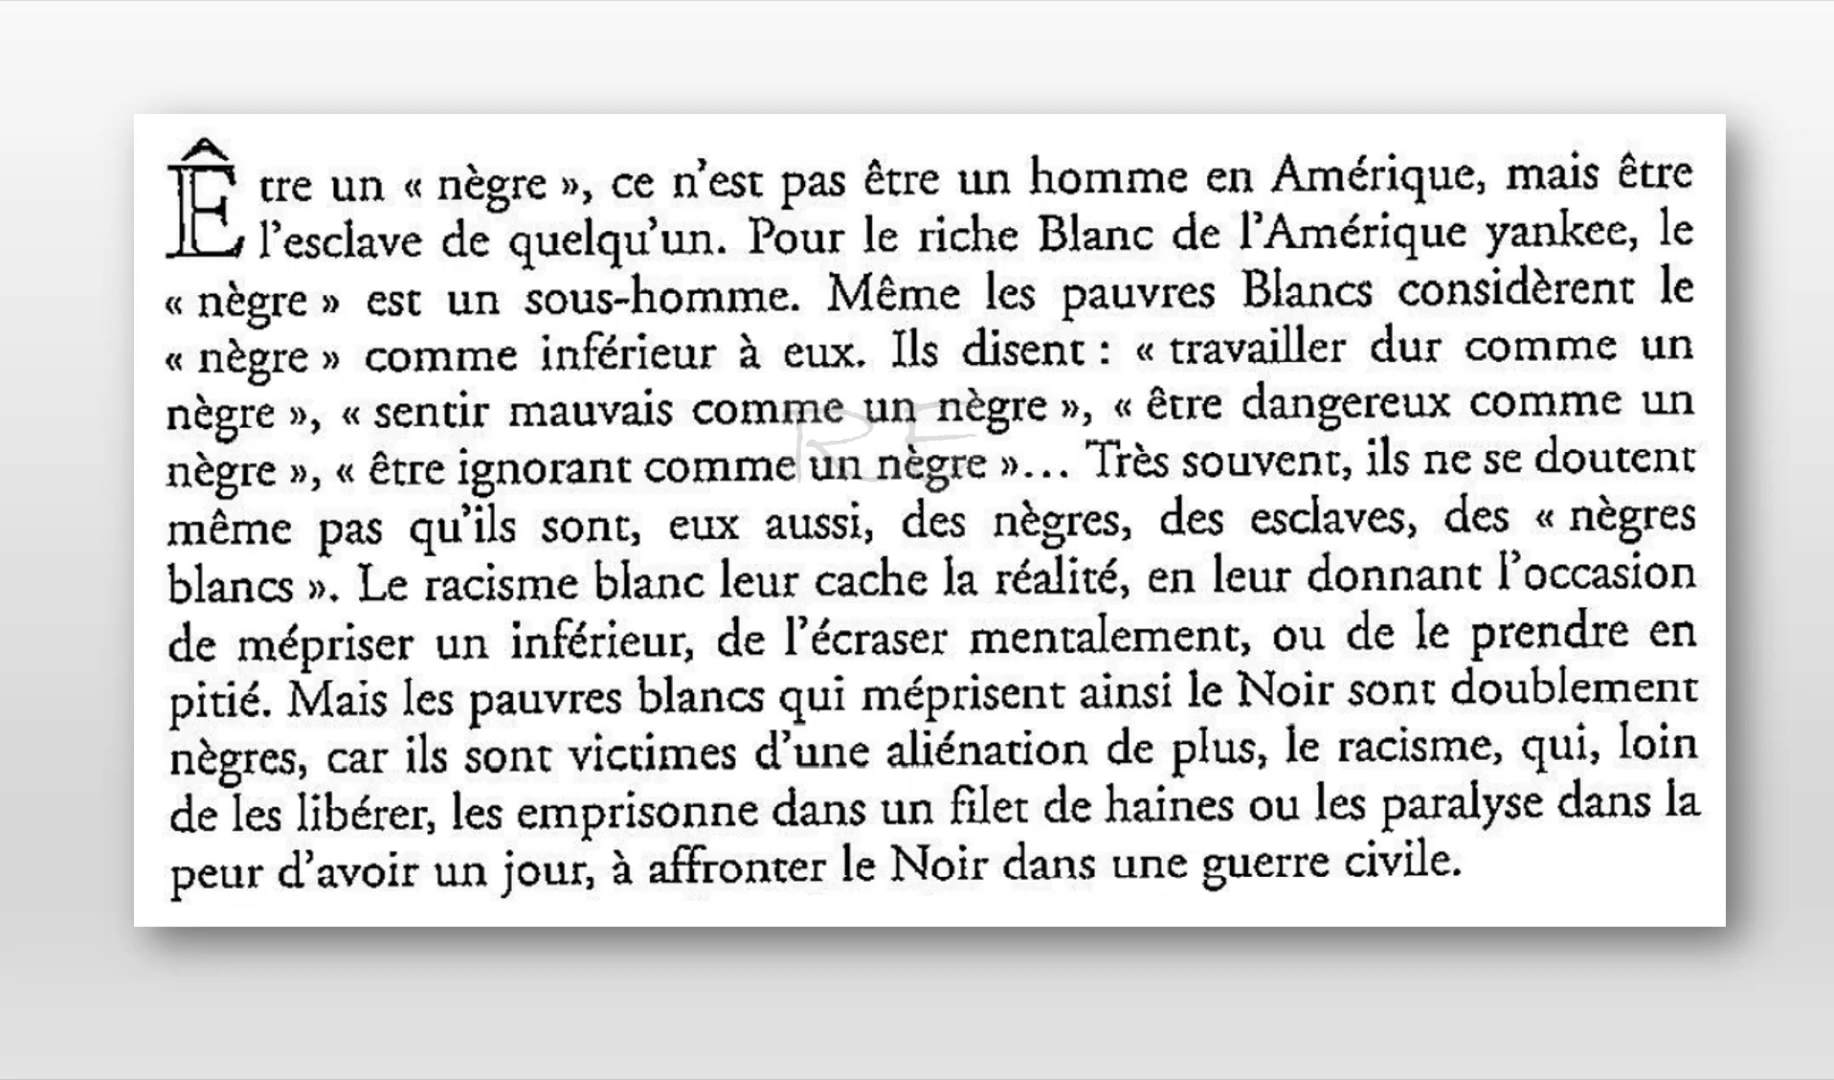 Être un « nègre », ce n'est pas être un homme en Amérique, mais être
l'esclave de quelqu'un. Pour le riche Blanc de l'Amérique yankee, le
« nègre » est un sous-homme. Même les pauvres Blancs considèrent le
« nègre » comme inférieur à eux. Ils disent : « travailler dur comme un
nègre », « sentir mauvais comme un nègre », « être dangereux comme un
nègre », « être ignorant comme un nègre »... Très souvent, ils ne se doutent
même pas qu'ils sont, eux aussi, des nègres, des esclaves, des « nègres
blancs ». Le racisme blanc leur cache la réalité, en leur donnant l'occasion
de mépriser un inférieur, de l'écraser mentalement, ou de le prendre en
pitié. Mais les pauvres blancs qui méprisent ainsi le Noir sont doublement
nègres, car ils sont victimes d'une aliénation de plus, le racisme, qui, loin
de les libérer, les emprisonne dans un filet de haines ou les paralyse dans la
peur d'avoir un jour, à affronter le Noir dans une guerre civile.